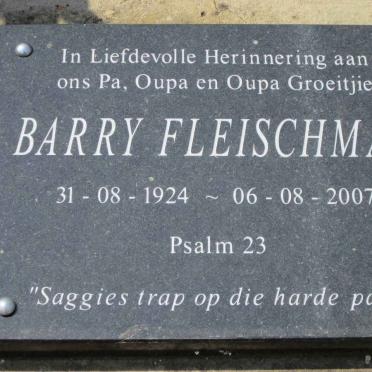 In Liefdevolle Herinnering aan
ons Pa, Oupa en Oupa Groeitjie
BARRY FLEISCHMA
31 - 08 - 1924 ~ 06 - 08 - 2007
Psalm 23
"Saggies trap op die harde pa